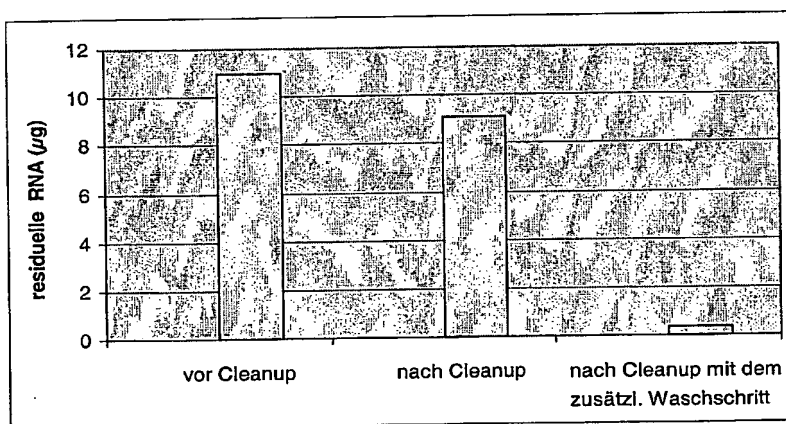 12
10
8
6
4
2
0
residuelle RNA (µg)
vor Cleanup
nach Cleanup
nach Cleanup mit dem
zusätzl. Waschschritt